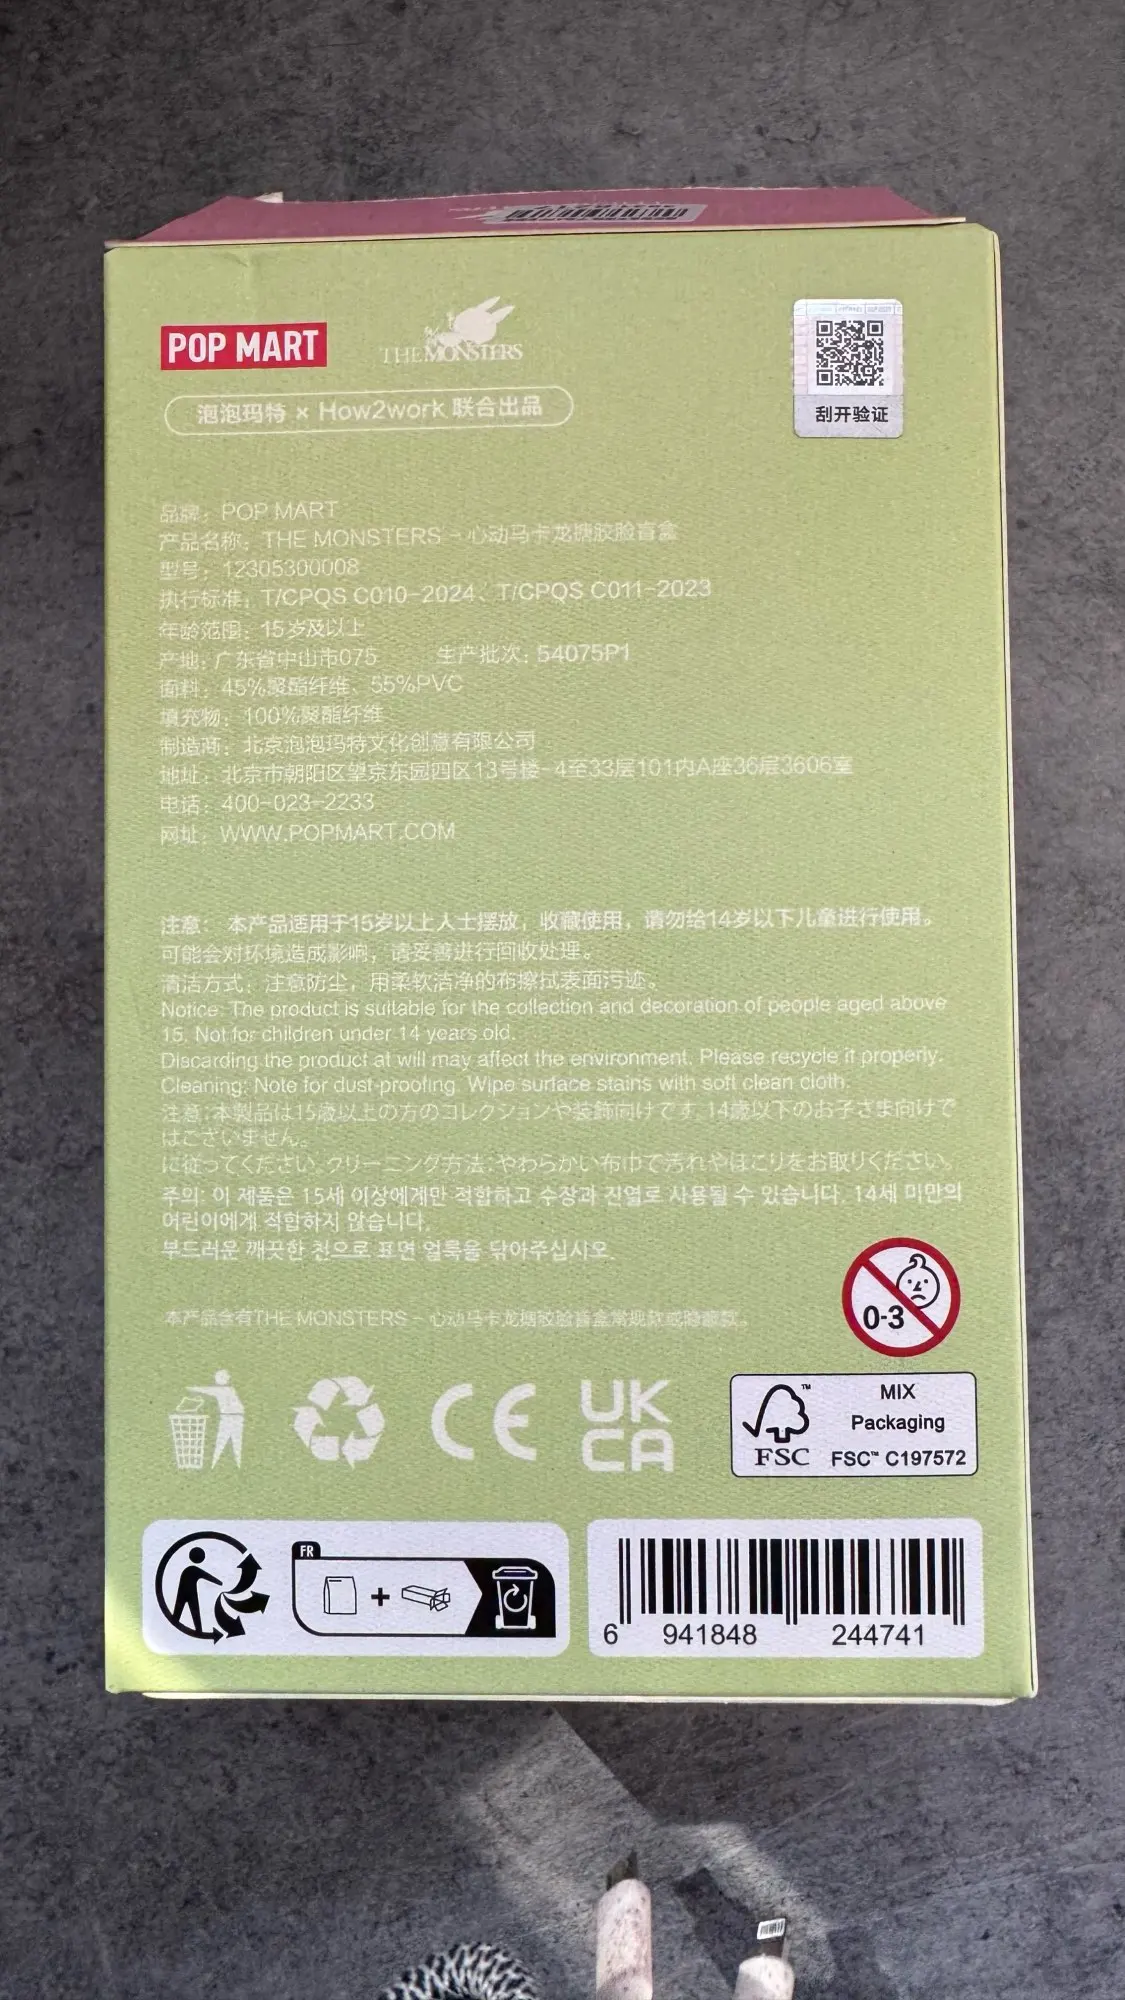 POP MART
THE MONSTERS
泡泡玛特 × How2work 联合出品
刮开验证
品牌：POP MART
产品名称：THE MONSTERS - 心动马卡龙搪胶脸盲盒
型号：12305300008
执行标准：T/CPQS C010-2024、T/CPQS C011-2023
年龄范围：15岁及以上
产地：广东省中山市075 生产批次：54075P1
面料：45%聚酯纤维、55%PVC
填充物：100%聚酯纤维
制造商：北京泡泡玛特文化创意有限公司
地址：北京市朝阳区望京东园四区13号楼-4至33层101内A座36层3606室
电话：400-023-2233
网址：WWW.POPMART.COM
注意： 本产品适用于15岁以上人士摆放，收藏使用，请勿给14岁以下儿童进行使用。
可能会对环境造成影响，请妥善进行回收处理。
清洁方式：注意防尘，用柔软洁净的布擦拭表面污迹。
Notice: The product is suitable for the collection and decoration of people aged above
15. Not for children under 14 years old.
Discarding the product at will may affect the environment. Please recycle it properly.
Cleaning: Note for dust-proofing. Wipe surface stains with soft clean cloth.
注意:本製品は15歳以上の方のコレクションや装飾向けです。14歳以下のお子さま向けで
はございません。
に従ってください。クリーニング方法:やわらかい布巾で汚れやほこりをお取りください。
주의: 이 제품은 15세 이상에게만 적합하고 수장과 진열로 사용될 수 있습니다. 14세 미만의
어린이에게 적합하지 않습니다.
부드러운 깨끗한 천으로 표면 얼룩을 닦아주십시오.
0-3
本产品含有THE MONSTERS - 心动马卡龙搪胶脸盲盒常规款或隐藏款。
CE
UK
CA
FSC™
MIX
Packaging
FSC™ C197572
FR
+
6 941848 244741